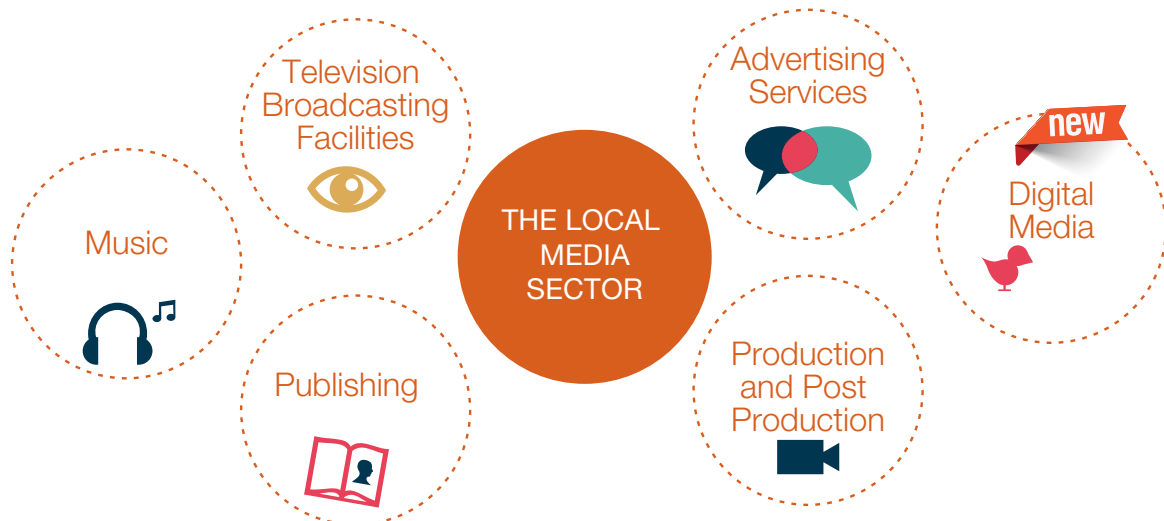 Television
Broadcasting
Facilities
Advertising
Services
new
Digital
Media
Music
THE LOCAL
MEDIA
SECTOR
Publishing
Production
and Post
Production